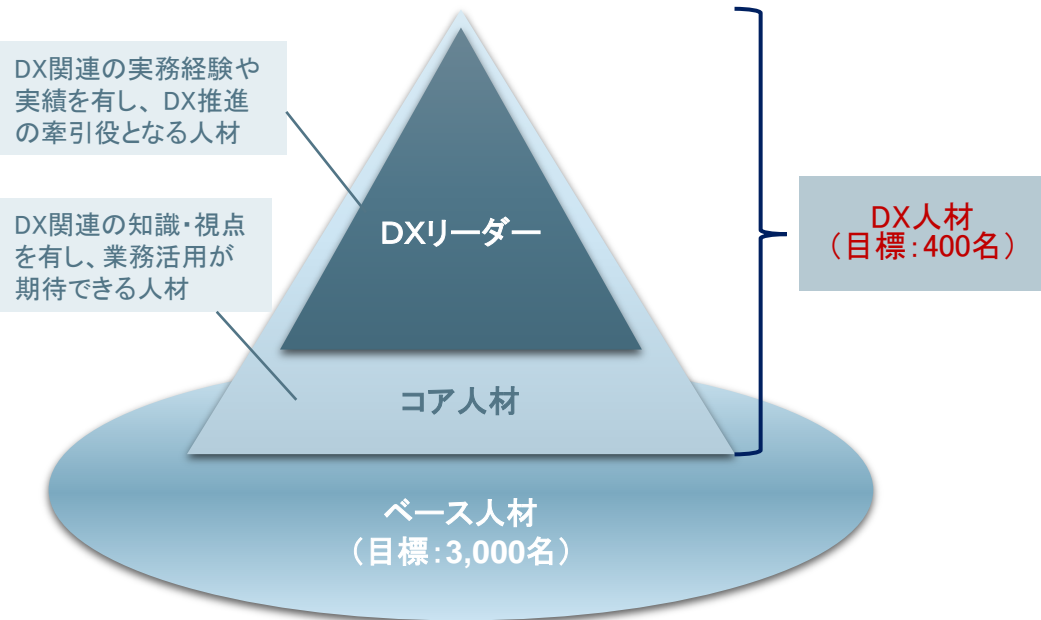 DX関連の実務経験や
実績を有し、DX推進
の牽引役となる人材
DX関連の知識・視点
を有し、業務活用が
期待できる人材
DXリーダー
コア人材
ベース人材
（目標：3,000名）
DX人材
（目標：400名）